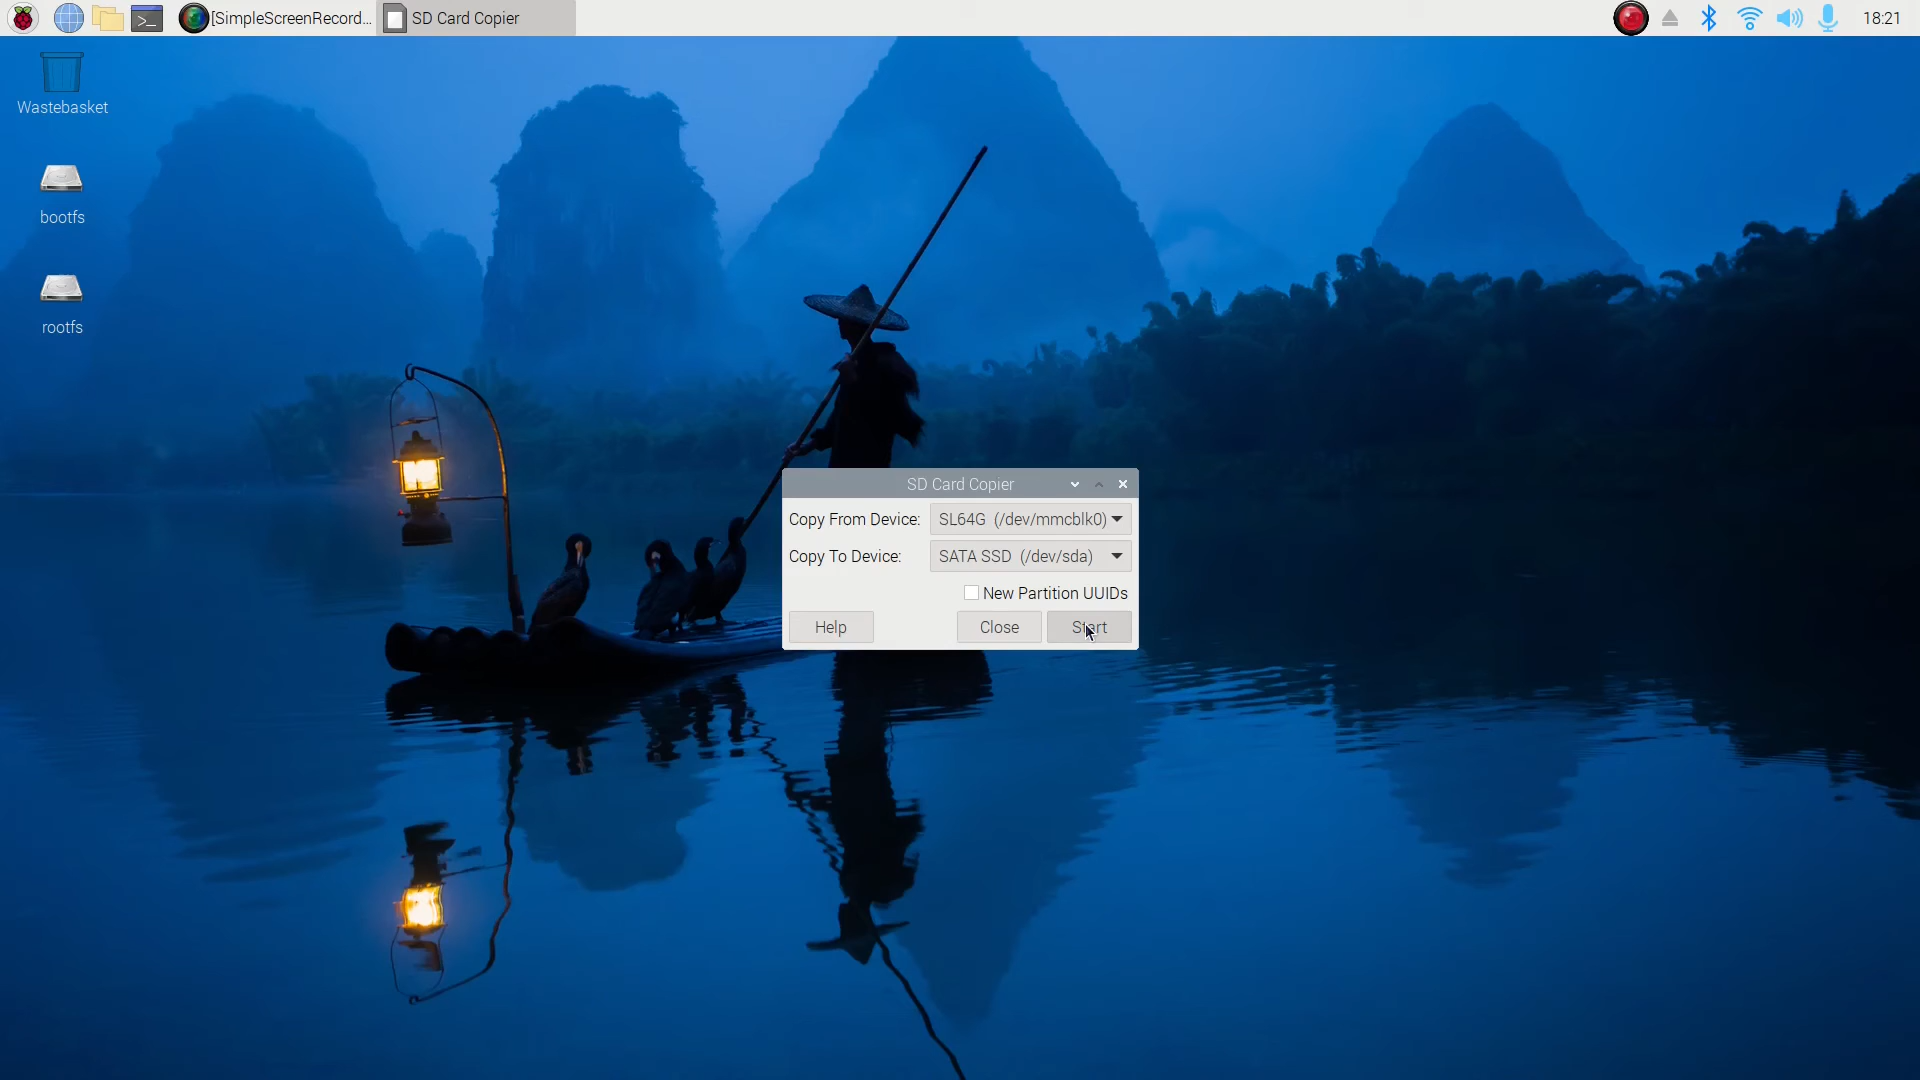 [SimpleScreenRecord...
SD Card Copier
18:21
Wastebasket
bootfs
rootfs
SD Card Copier
Copy From Device:
SL64G (/dev/mmcblk0)
Copy To Device:
SATA SSD (/dev/sda)
New Partition UUIDs
Help
Close
Start